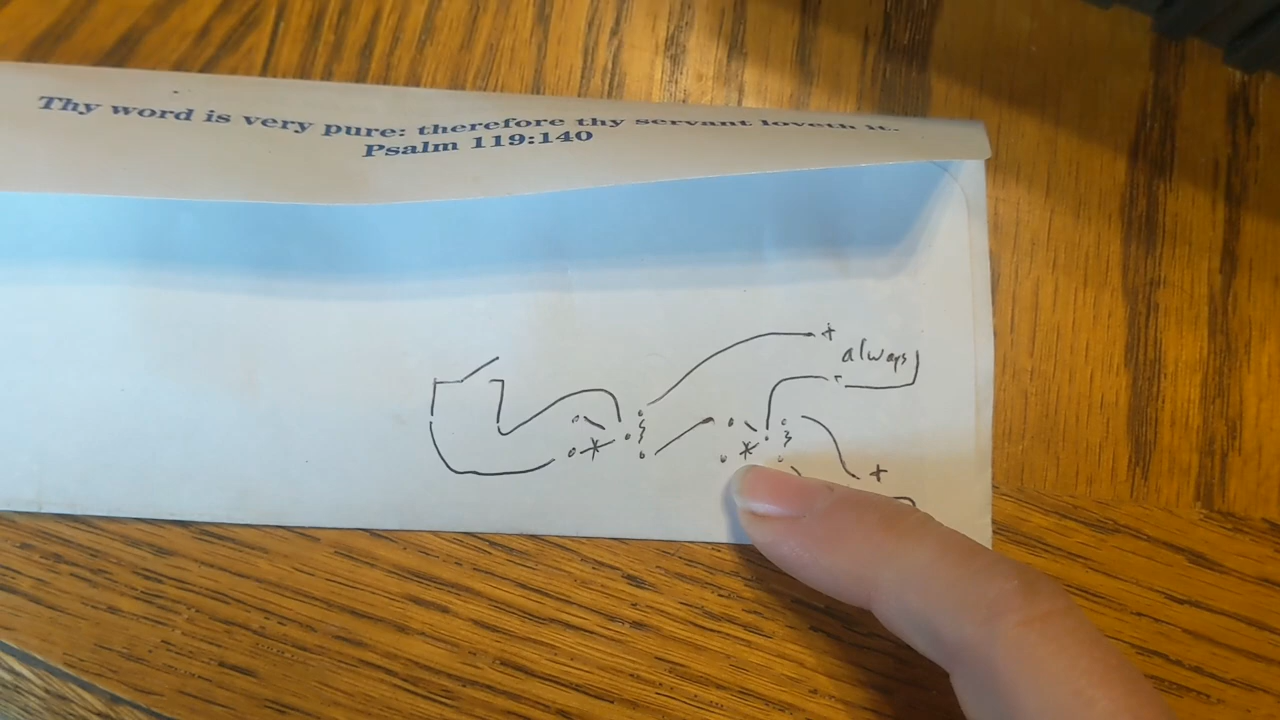 Thy word is very pure: therefore thy servant loveth it.
Psalm 119:140
+
always
+